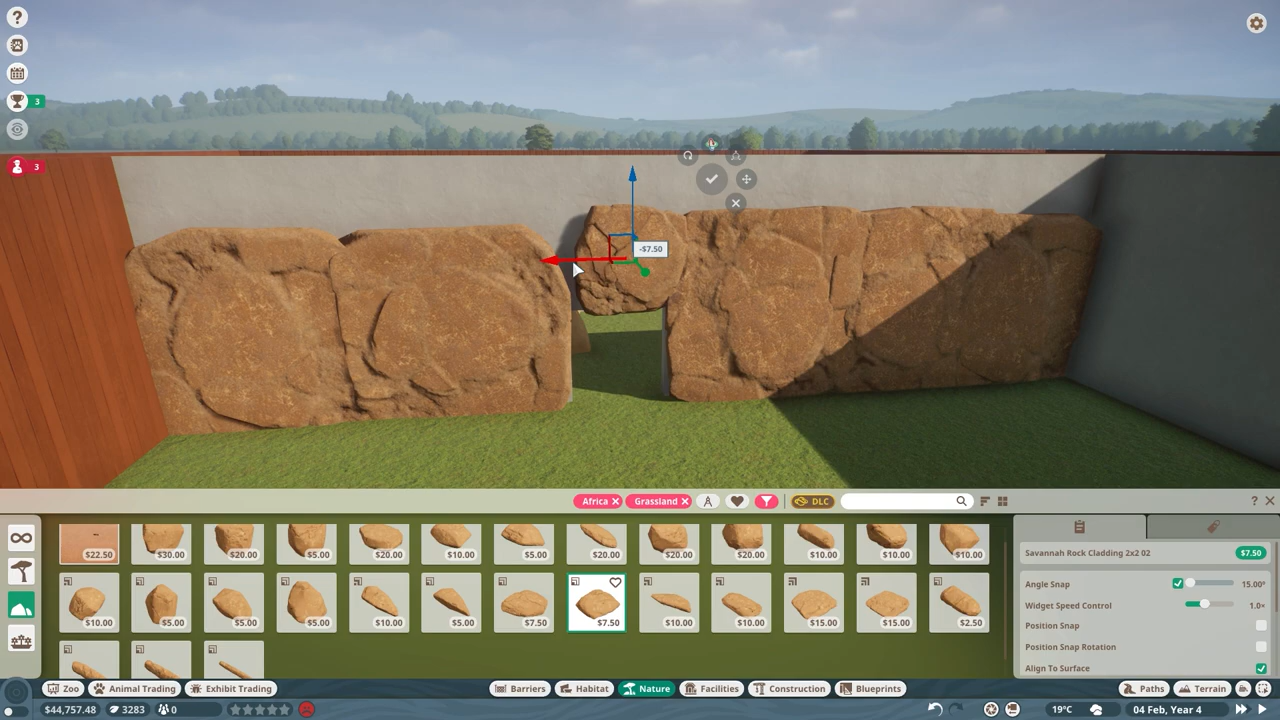 ?
3
3
-$7.50
Africa ✕
Grassland ✕
DLC
? ✕
$22.50
$30.00
$20.00
$5.00
$20.00
$10.00
$5.00
$20.00
$20.00
$20.00
$10.00
$10.00
$10.00
$10.00
$5.00
$5.00
$5.00
$10.00
$5.00
$7.50
$7.50
$10.00
$10.00
$15.00
$15.00
$2.50
Savannah Rock Cladding 2x2 02 $7.50
Angle Snap 15.00°
Widget Speed Control 1.0×
Position Snap
Position Snap Rotation
Align To Surface
Zoo
Animal Trading
Exhibit Trading
Barriers
Habitat
Nature
Facilities
Construction
Blueprints
Paths
Terrain
$44,757.48
3283
0
19°C
04 Feb, Year 4